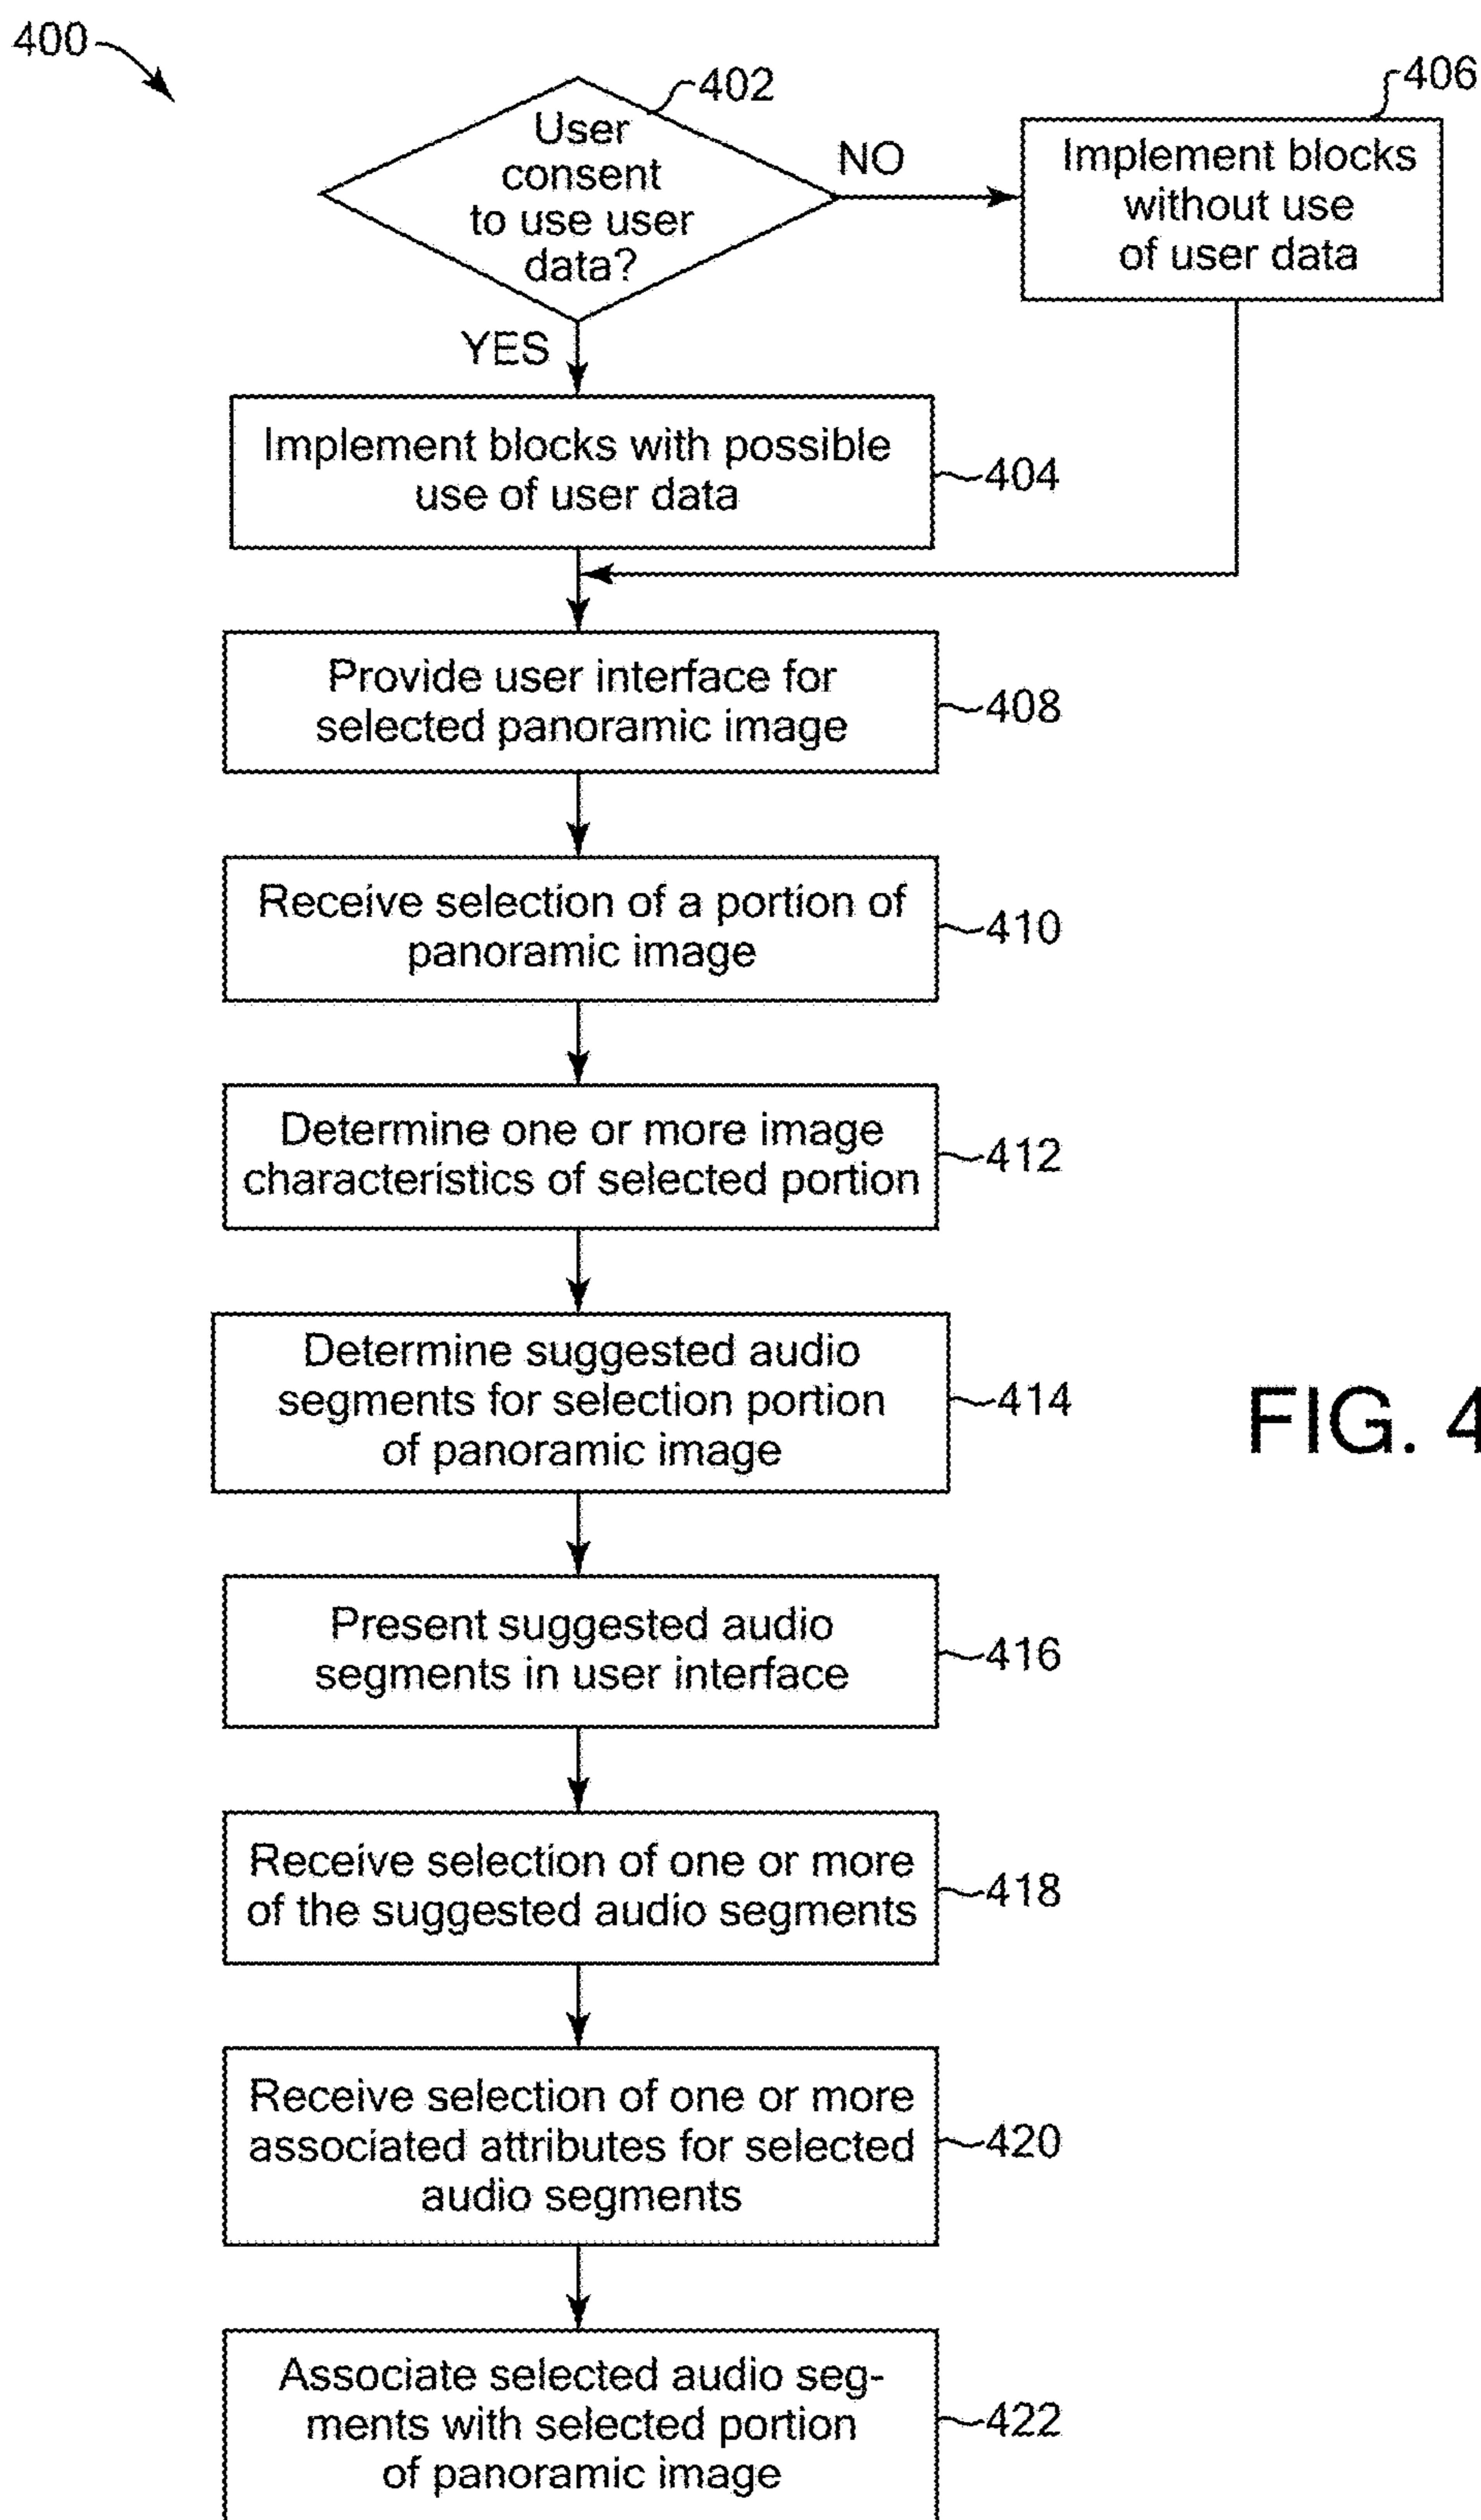 400
402
User
consent
to use user
data?
NO
406
Implement blocks
without use
of user data
YES
Implement blocks with possible
use of user data
404
Provide user interface for
selected panoramic image
408
Receive selection of a portion of
panoramic image
410
Determine one or more image
characteristics of selected portion
412
Determine suggested audio
segments for selection portion
of panoramic image
414
FIG. 4
Present suggested audio
segments in user interface
416
Receive selection of one or more
of the suggested audio segments
418
Receive selection of one or more
associated attributes for selected
audio segments
420
Associate selected audio seg-
ments with selected portion
of panoramic image
422